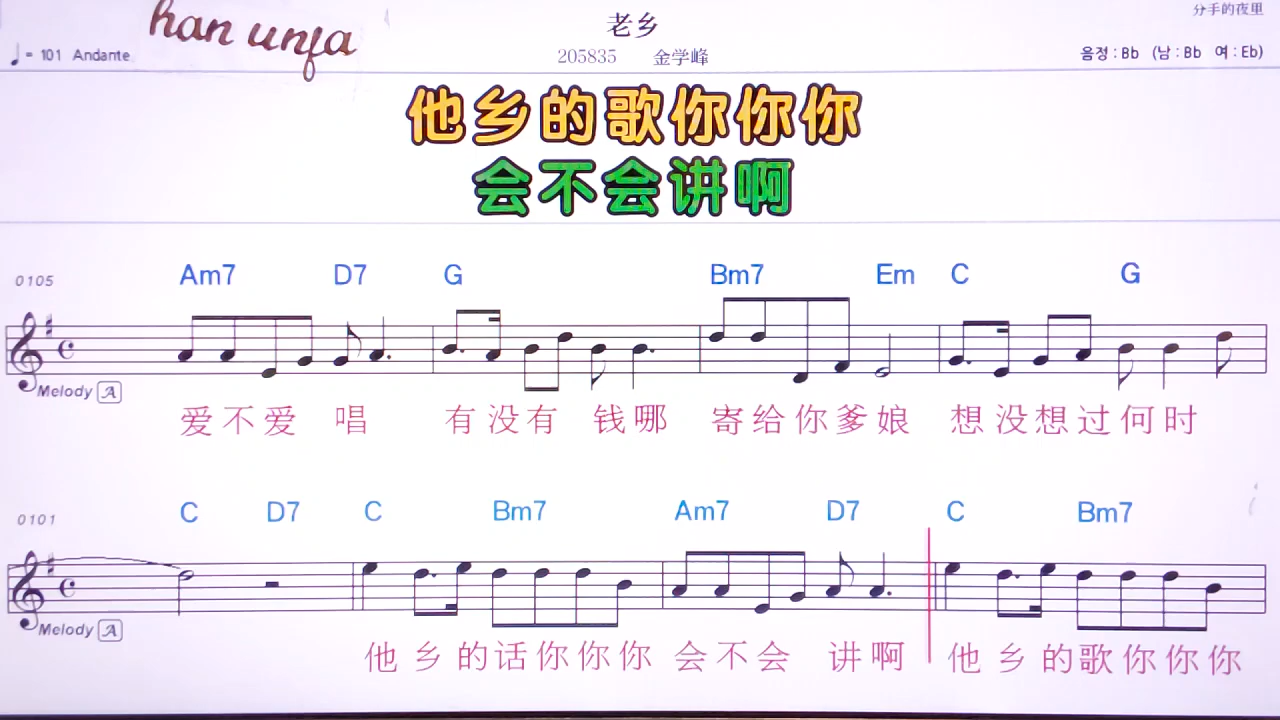 han unfa
老乡
分手的夜里
♩= 101 Andante
205835 金学峰
음정 : Bb (남 : Bb 여 : Eb)
他乡的歌你你你
会不会讲啊
0105
Am7 D7 G Bm7 Em C G
Melody A
爱不爱 唱 有没有 钱哪 寄给你爹娘 想没想过何时
0101
C D7 C Bm7 Am7 D7 C Bm7
Melody A
他乡的话你你你 会不会 讲啊 他乡的歌你你你